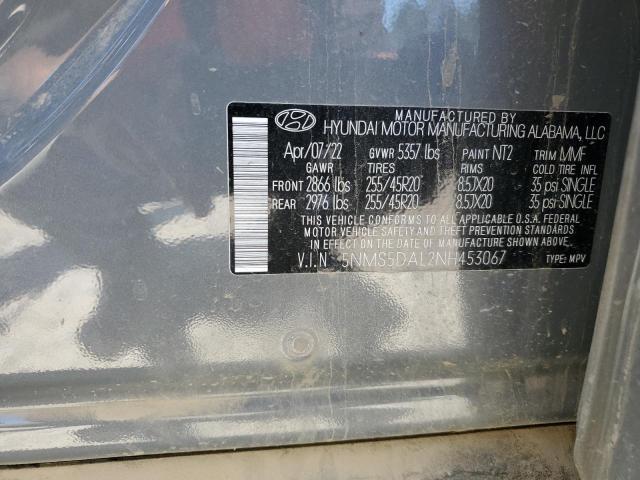 MANUFACTURED BY
HYUNDAI MOTOR MANUFACTURING ALABAMA, LLC
Apr/07/22 GVWR 5357 lbs PAINT NT2 TRIM MMF
GAWR TIRES RIMS COLD TIRE INFL
FRONT 2866 lbs 255/45R20 8.5JX20 35 psi SINGLE
REAR 2976 lbs 255/45R20 8.5JX20 35 psi SINGLE
THIS VEHICLE CONFORMS TO ALL APPLICABLE U.S.A. FEDERAL
MOTOR VEHICLE SAFETY AND THEFT PREVENTION STANDARDS
IN EFFECT ON THE DATE OF MANUFACTURE SHOWN ABOVE.
V.I.N 5NMS5DAL2NH453067 TYPE: MPV